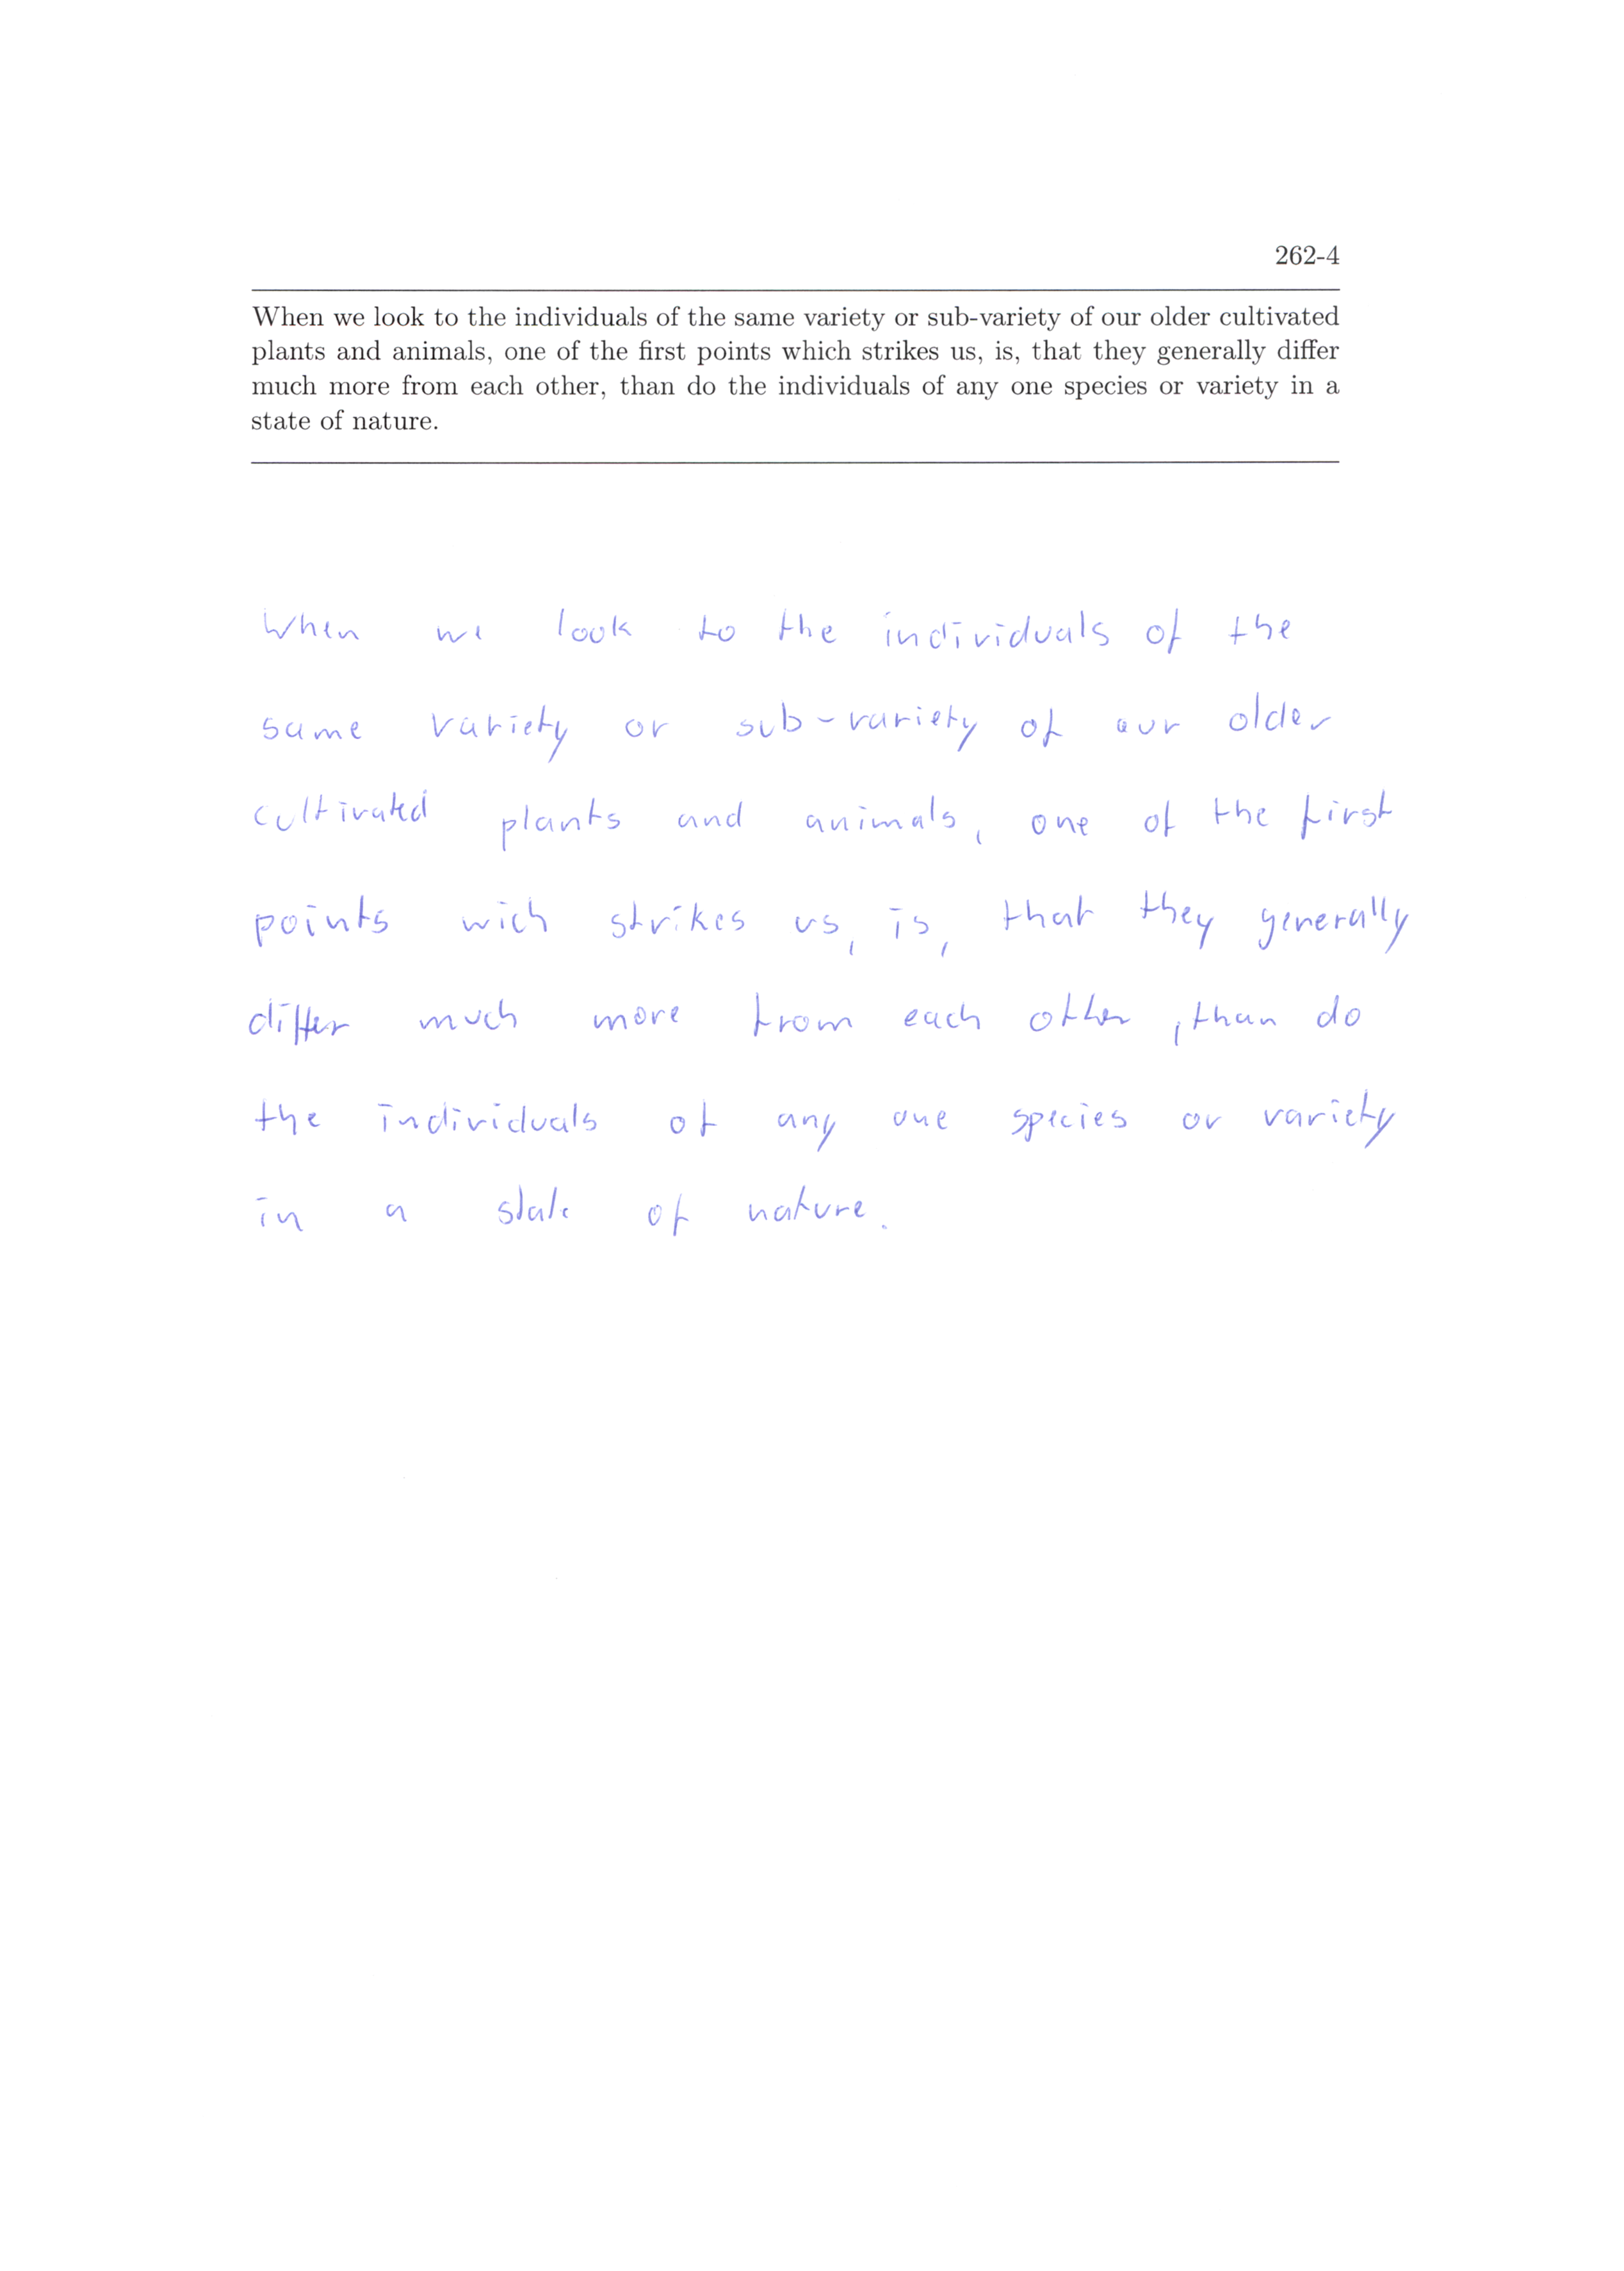 262-4
When we look to the individuals of the same variety or sub-variety of our older cultivated
plants and animals, one of the first points which strikes us, is, that they generally differ
much more from each other, than do the individuals of any one species or variety in a
state of nature.
When we look to the individuals of the
same variety or sub-variety of our older
cultivated plants and animals, one of the first
points wich strikes us, is, that they generally
differ much more from each other, than do
the individuals of any one species or variety
in a state of nature.